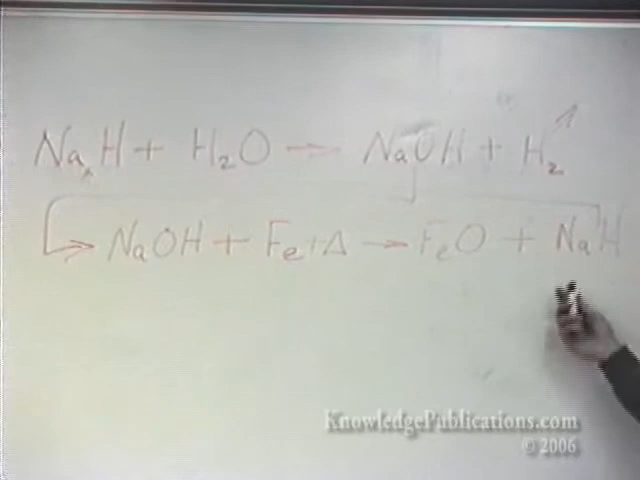 NaH + H₂O → NaOH + H₂ ↗
→ NaOH + Fe + Δ → FeO + NaH
KnowledgePublications.com
© 2006